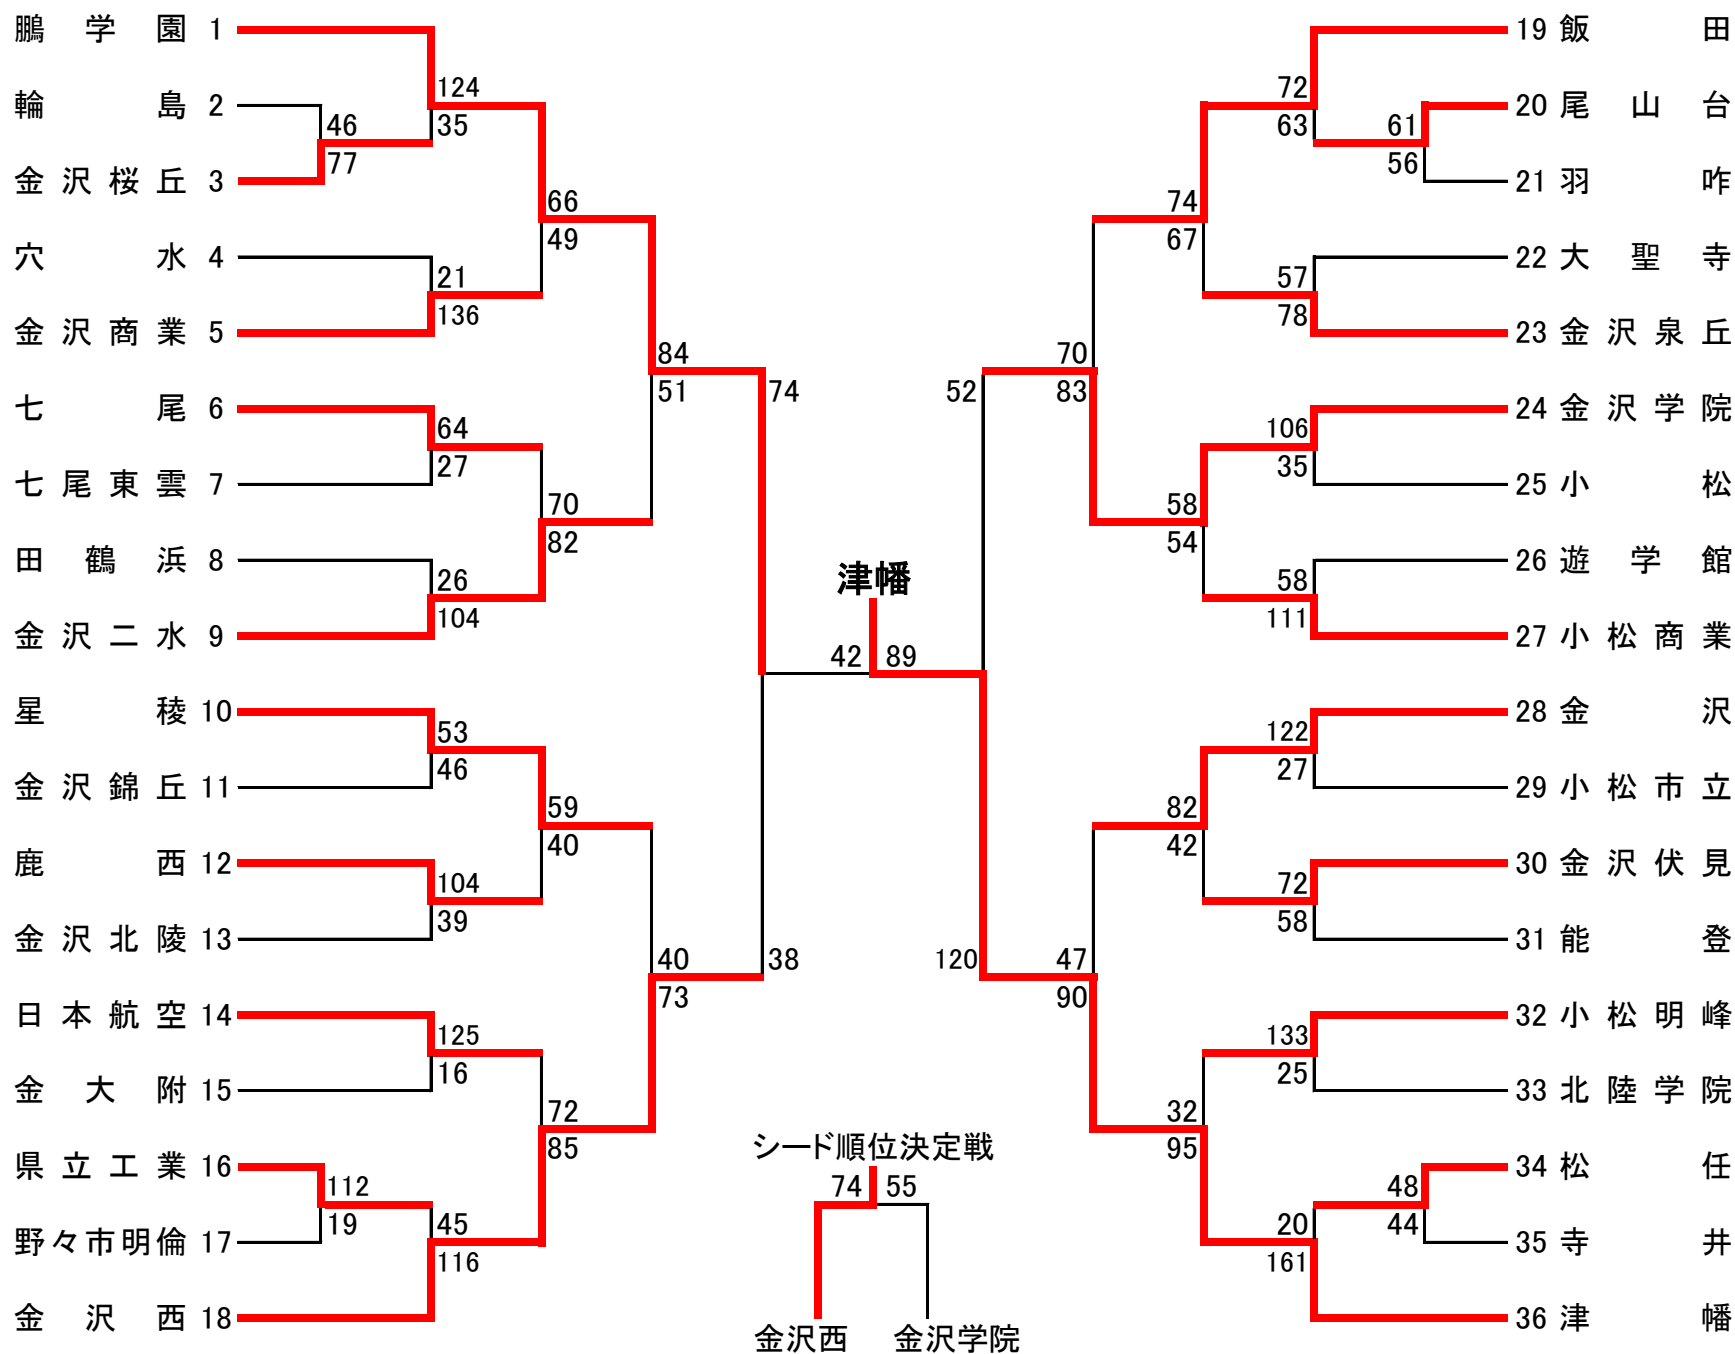 鵬学園 1
輪島 2
金沢桜丘 3
穴水 4
金沢商業 5
七尾 6
七尾東雲 7
田鶴浜 8
金沢二水 9
星稜 10
金沢錦丘 11
鹿西 12
金沢北陵 13
日本航空 14
金大附 15
県立工業 16
野々市明倫 17
金沢西 18
46
77
124
35
21
136
64
27
26
104
53
46
104
39
125
16
112
19
45
116
66
49
70
82
59
40
72
85
84
51
40
73
74
38
津幡
42 89
52
120
70
83
47
90
74
67
58
54
82
42
32
95
72
63
57
78
106
35
58
111
122
27
72
58
133
25
20
161
61
56
48
44
19 飯田
20 尾山台
21 羽咋
22 大聖寺
23 金沢泉丘
24 金沢学院
25 小松
26 遊学館
27 小松商業
28 金沢
29 小松市立
30 金沢伏見
31 能登
32 小松明峰
33 北陸学院
34 松任
35 寺井
36 津幡
シード順位決定戦
74 55
金沢西 金沢学院